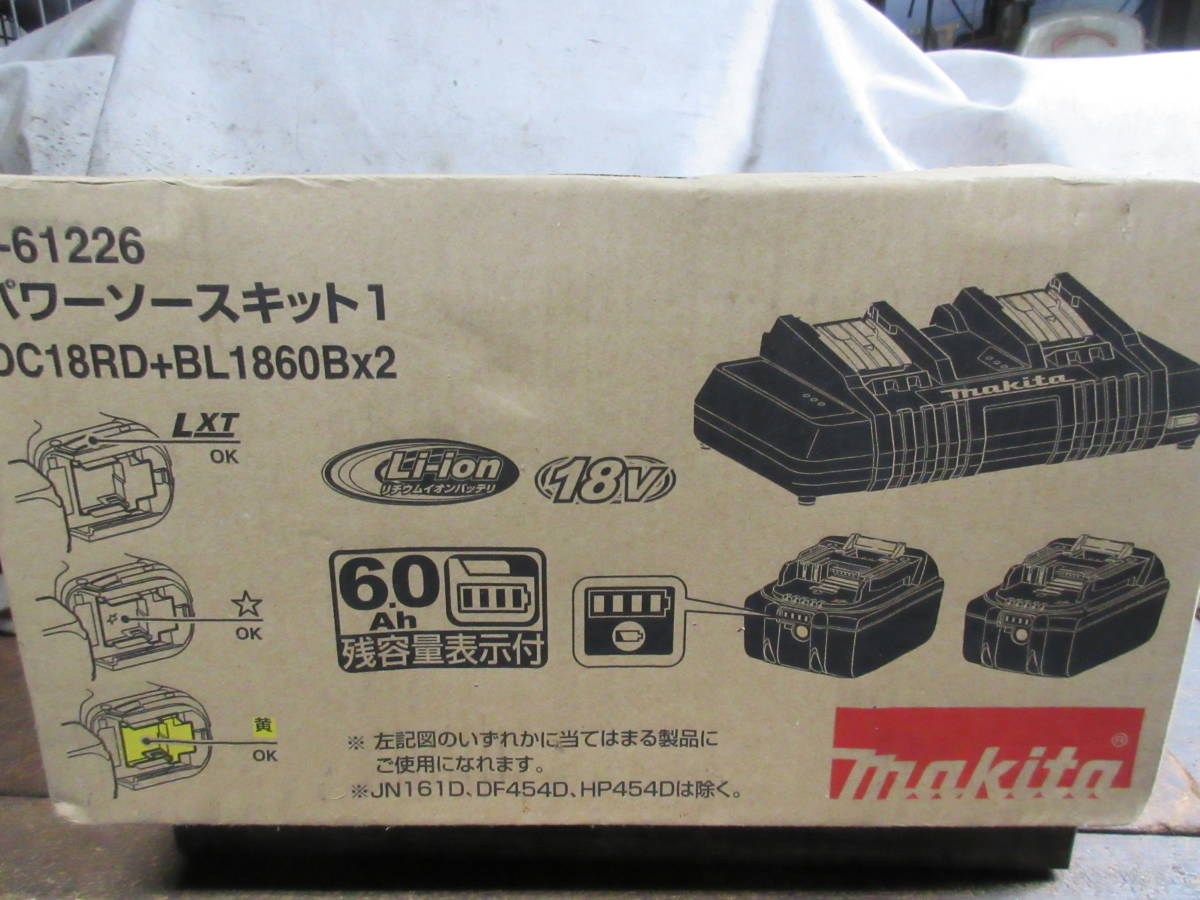 -61226
パワーソースキット1
DC18RD+BL1860Bx2
LXT
OK
Li-ion
リチウムイオンバッテリ
18V
makita
6.0
Ah
残容量表示付
☆
OK
黄
OK
※ 左記図のいずれかに当てはまる製品に
ご使用になれます。
※JN161D、DF454D、HP454Dは除く。
makita®